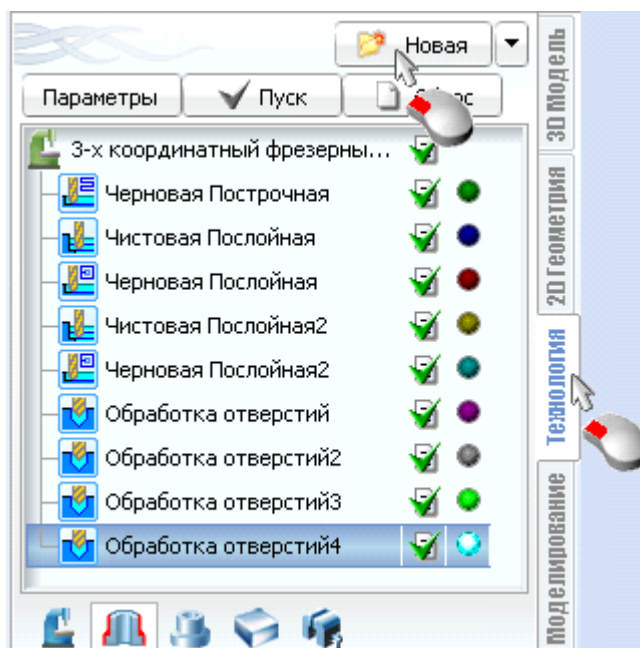 Новая
Параметры
Пуск
3-х координатный фрезерны...
Черновая Построчная
Чистовая Послойная
Черновая Послойная
Чистовая Послойная2
Черновая Послойная2
Обработка отверстий
Обработка отверстий2
Обработка отверстий3
Обработка отверстий4
3D Модель
2D Геометрия
Технология
Моделирование